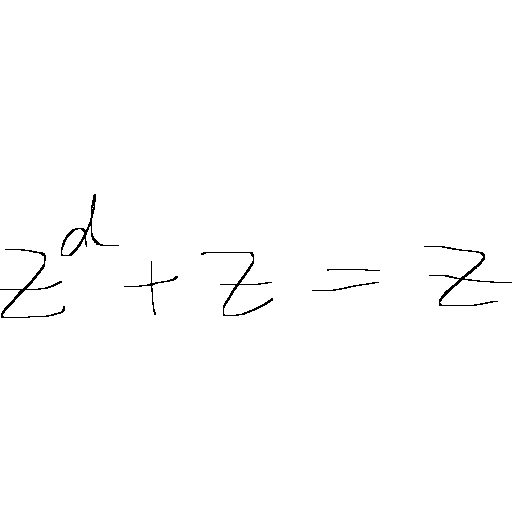 z^d + z = z